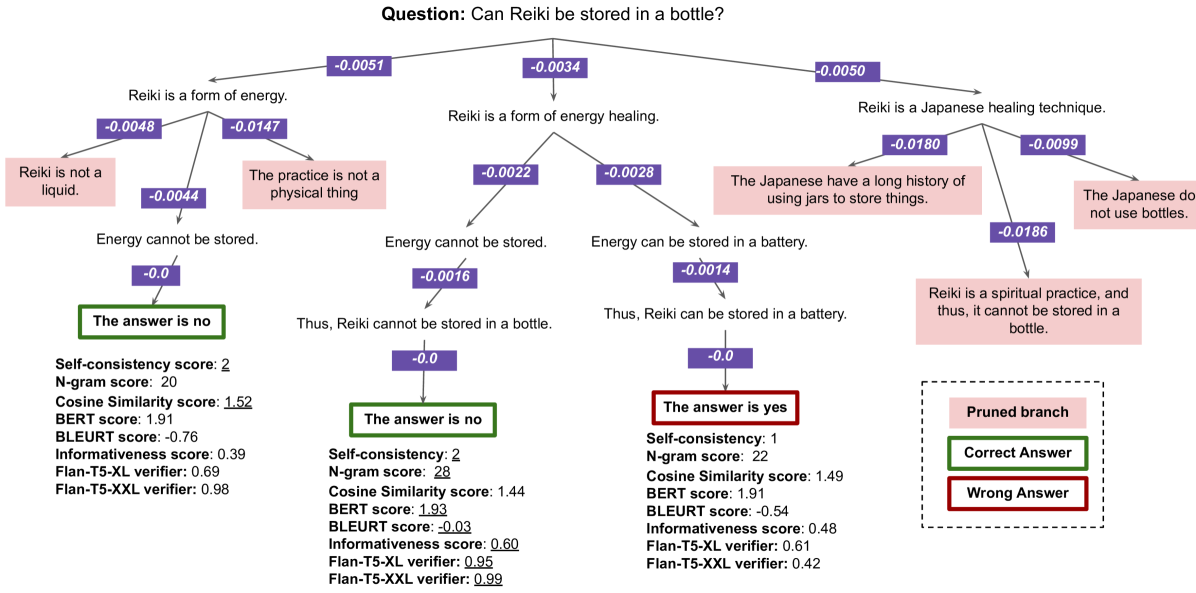 Question: Can Reiki be stored in a bottle?
-0.0051
-0.0034
-0.0050
Reiki is a form of energy.
Reiki is a form of energy healing.
Reiki is a Japanese healing technique.
-0.0048
-0.0147
-0.0044
Reiki is not a
liquid.
The practice is not a
physical thing
-0.0022
-0.0028
-0.0180
-0.0099
-0.0186
The Japanese have a long history of
using jars to store things.
The Japanese do
not use bottles.
Energy cannot be stored.
Energy cannot be stored.
Energy can be stored in a battery.
-0.0
-0.0016
-0.0014
Reiki is a spiritual practice, and
thus, it cannot be stored in a
bottle.
The answer is no
Thus, Reiki cannot be stored in a bottle.
Thus, Reiki can be stored in a battery.
-0.0
-0.0
Self-consistency score: 2
N-gram score: 20
Cosine Similarity score: 1.52
BERT score: 1.91
BLEURT score: -0.76
Informativeness score: 0.39
Flan-T5-XL verifier: 0.69
Flan-T5-XXL verifier: 0.98
The answer is no
Self-consistency: 2
N-gram score: 28
Cosine Similarity score: 1.44
BERT score: 1.93
BLEURT score: -0.03
Informativeness score: 0.60
Flan-T5-XL verifier: 0.95
Flan-T5-XXL verifier: 0.99
The answer is yes
Self-consistency: 1
N-gram score: 22
Cosine Similarity score: 1.49
BERT score: 1.91
BLEURT score: -0.54
Informativeness score: 0.48
Flan-T5-XL verifier: 0.61
Flan-T5-XXL verifier: 0.42
Pruned branch
Correct Answer
Wrong Answer